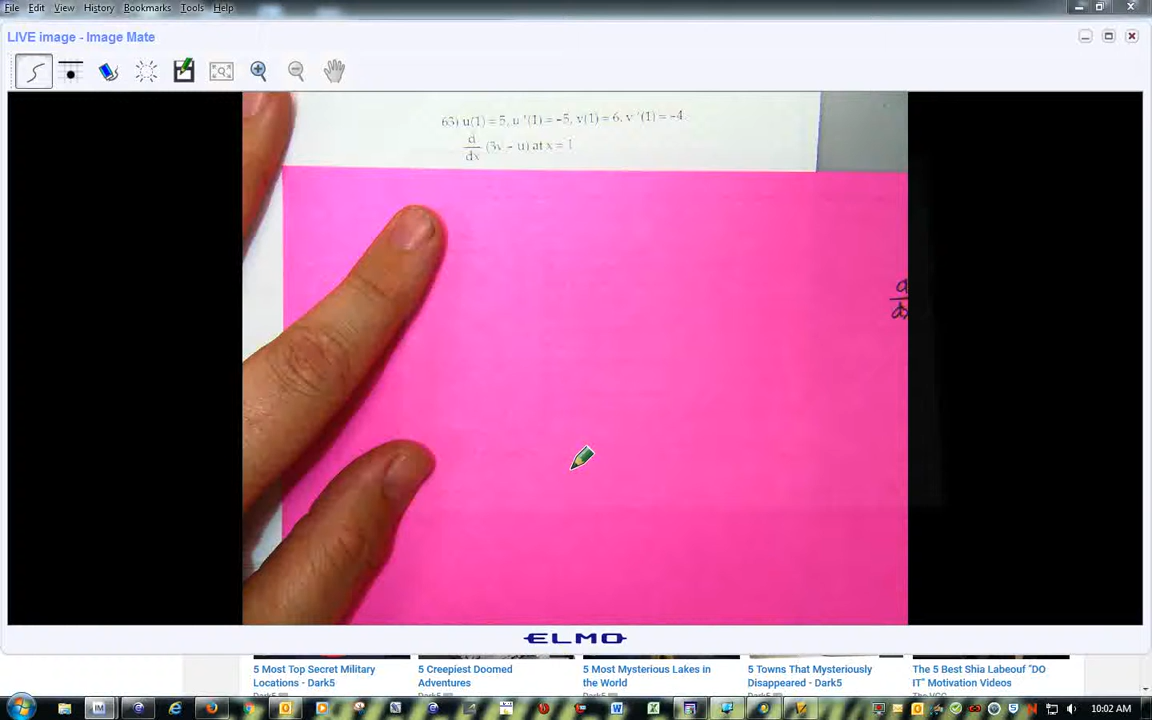 File Edit View History Bookmarks Tools Help
LIVE image - Image Mate
63) u(1) = 5, u '(1) = -5, v(1) = 6, v '(1) = -4.
d
dx (3v - u) at x = 1
d
dx
ELMO
5 Most Top Secret Military
Locations - Dark5
5 Creepiest Doomed
Adventures
5 Most Mysterious Lakes in
the World
5 Towns That Mysteriously
Disappeared - Dark5
The 5 Best Shia Labeouf "DO
IT" Motivation Videos
10:02 AM